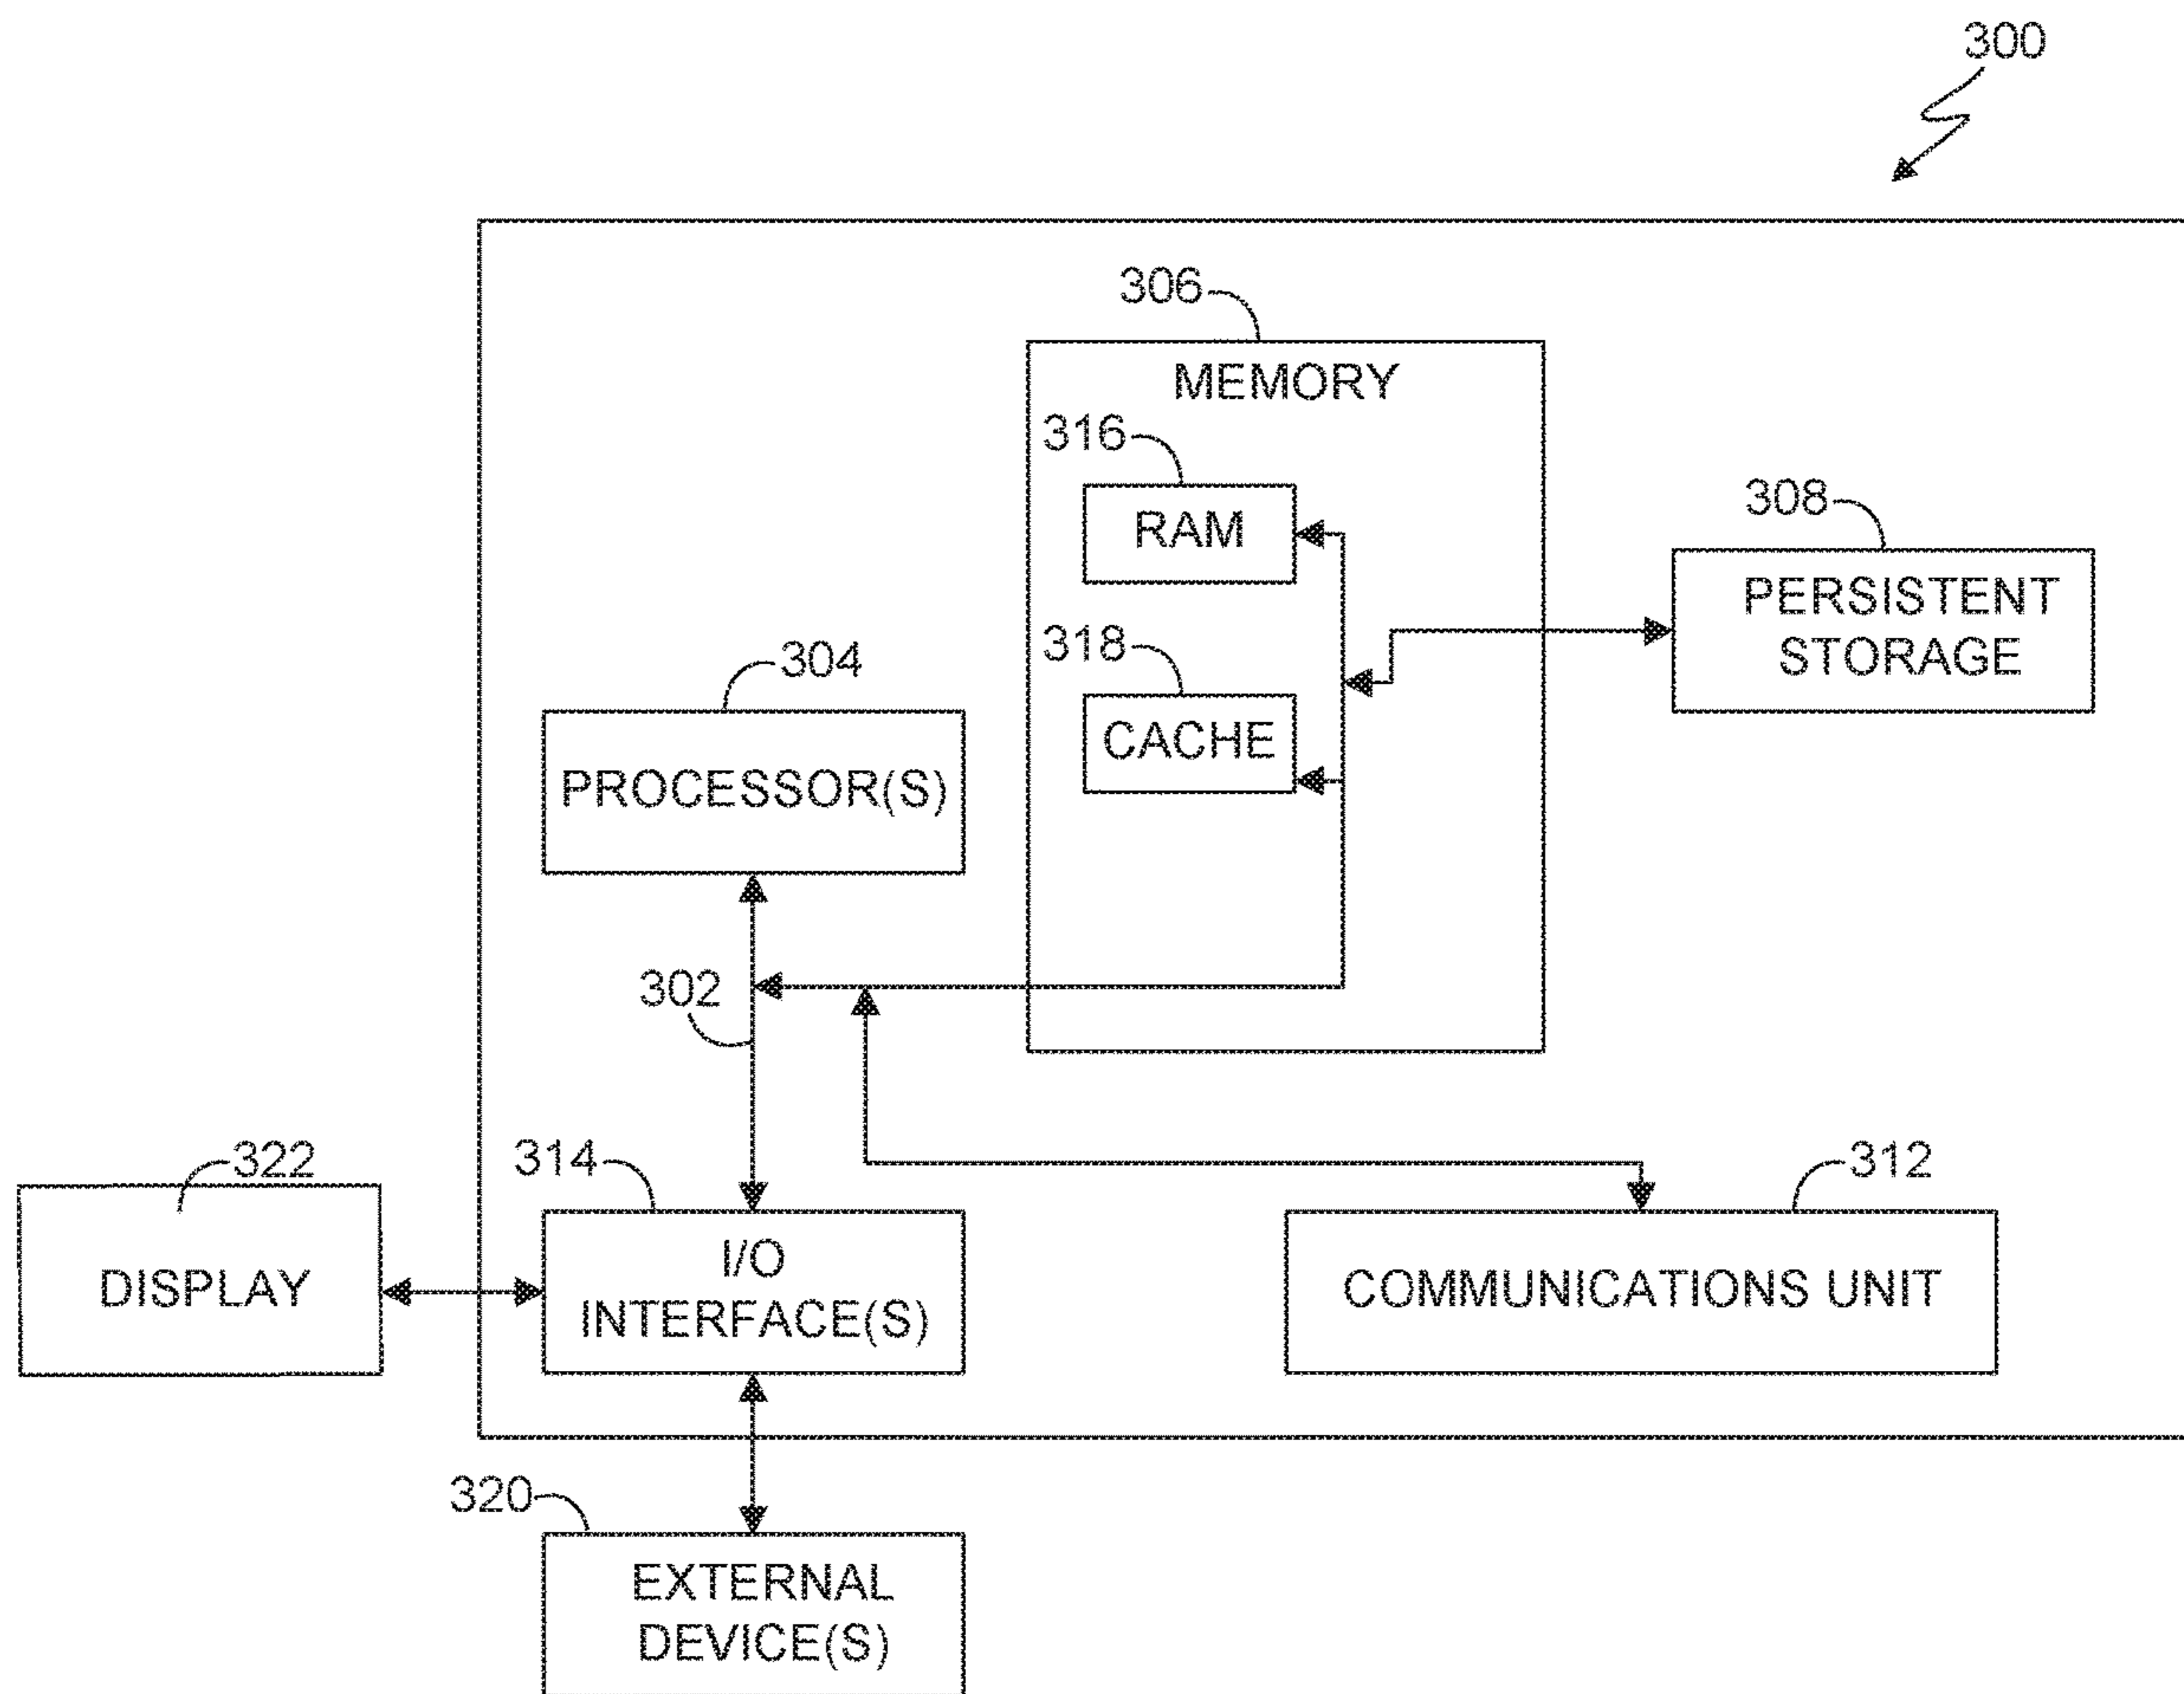 300
306
MEMORY
316
RAM
308
PERSISTENT
STORAGE
318
CACHE
304
PROCESSOR(S)
302
322
DISPLAY
314
I/O
INTERFACE(S)
312
COMMUNICATIONS UNIT
320
EXTERNAL
DEVICE(S)